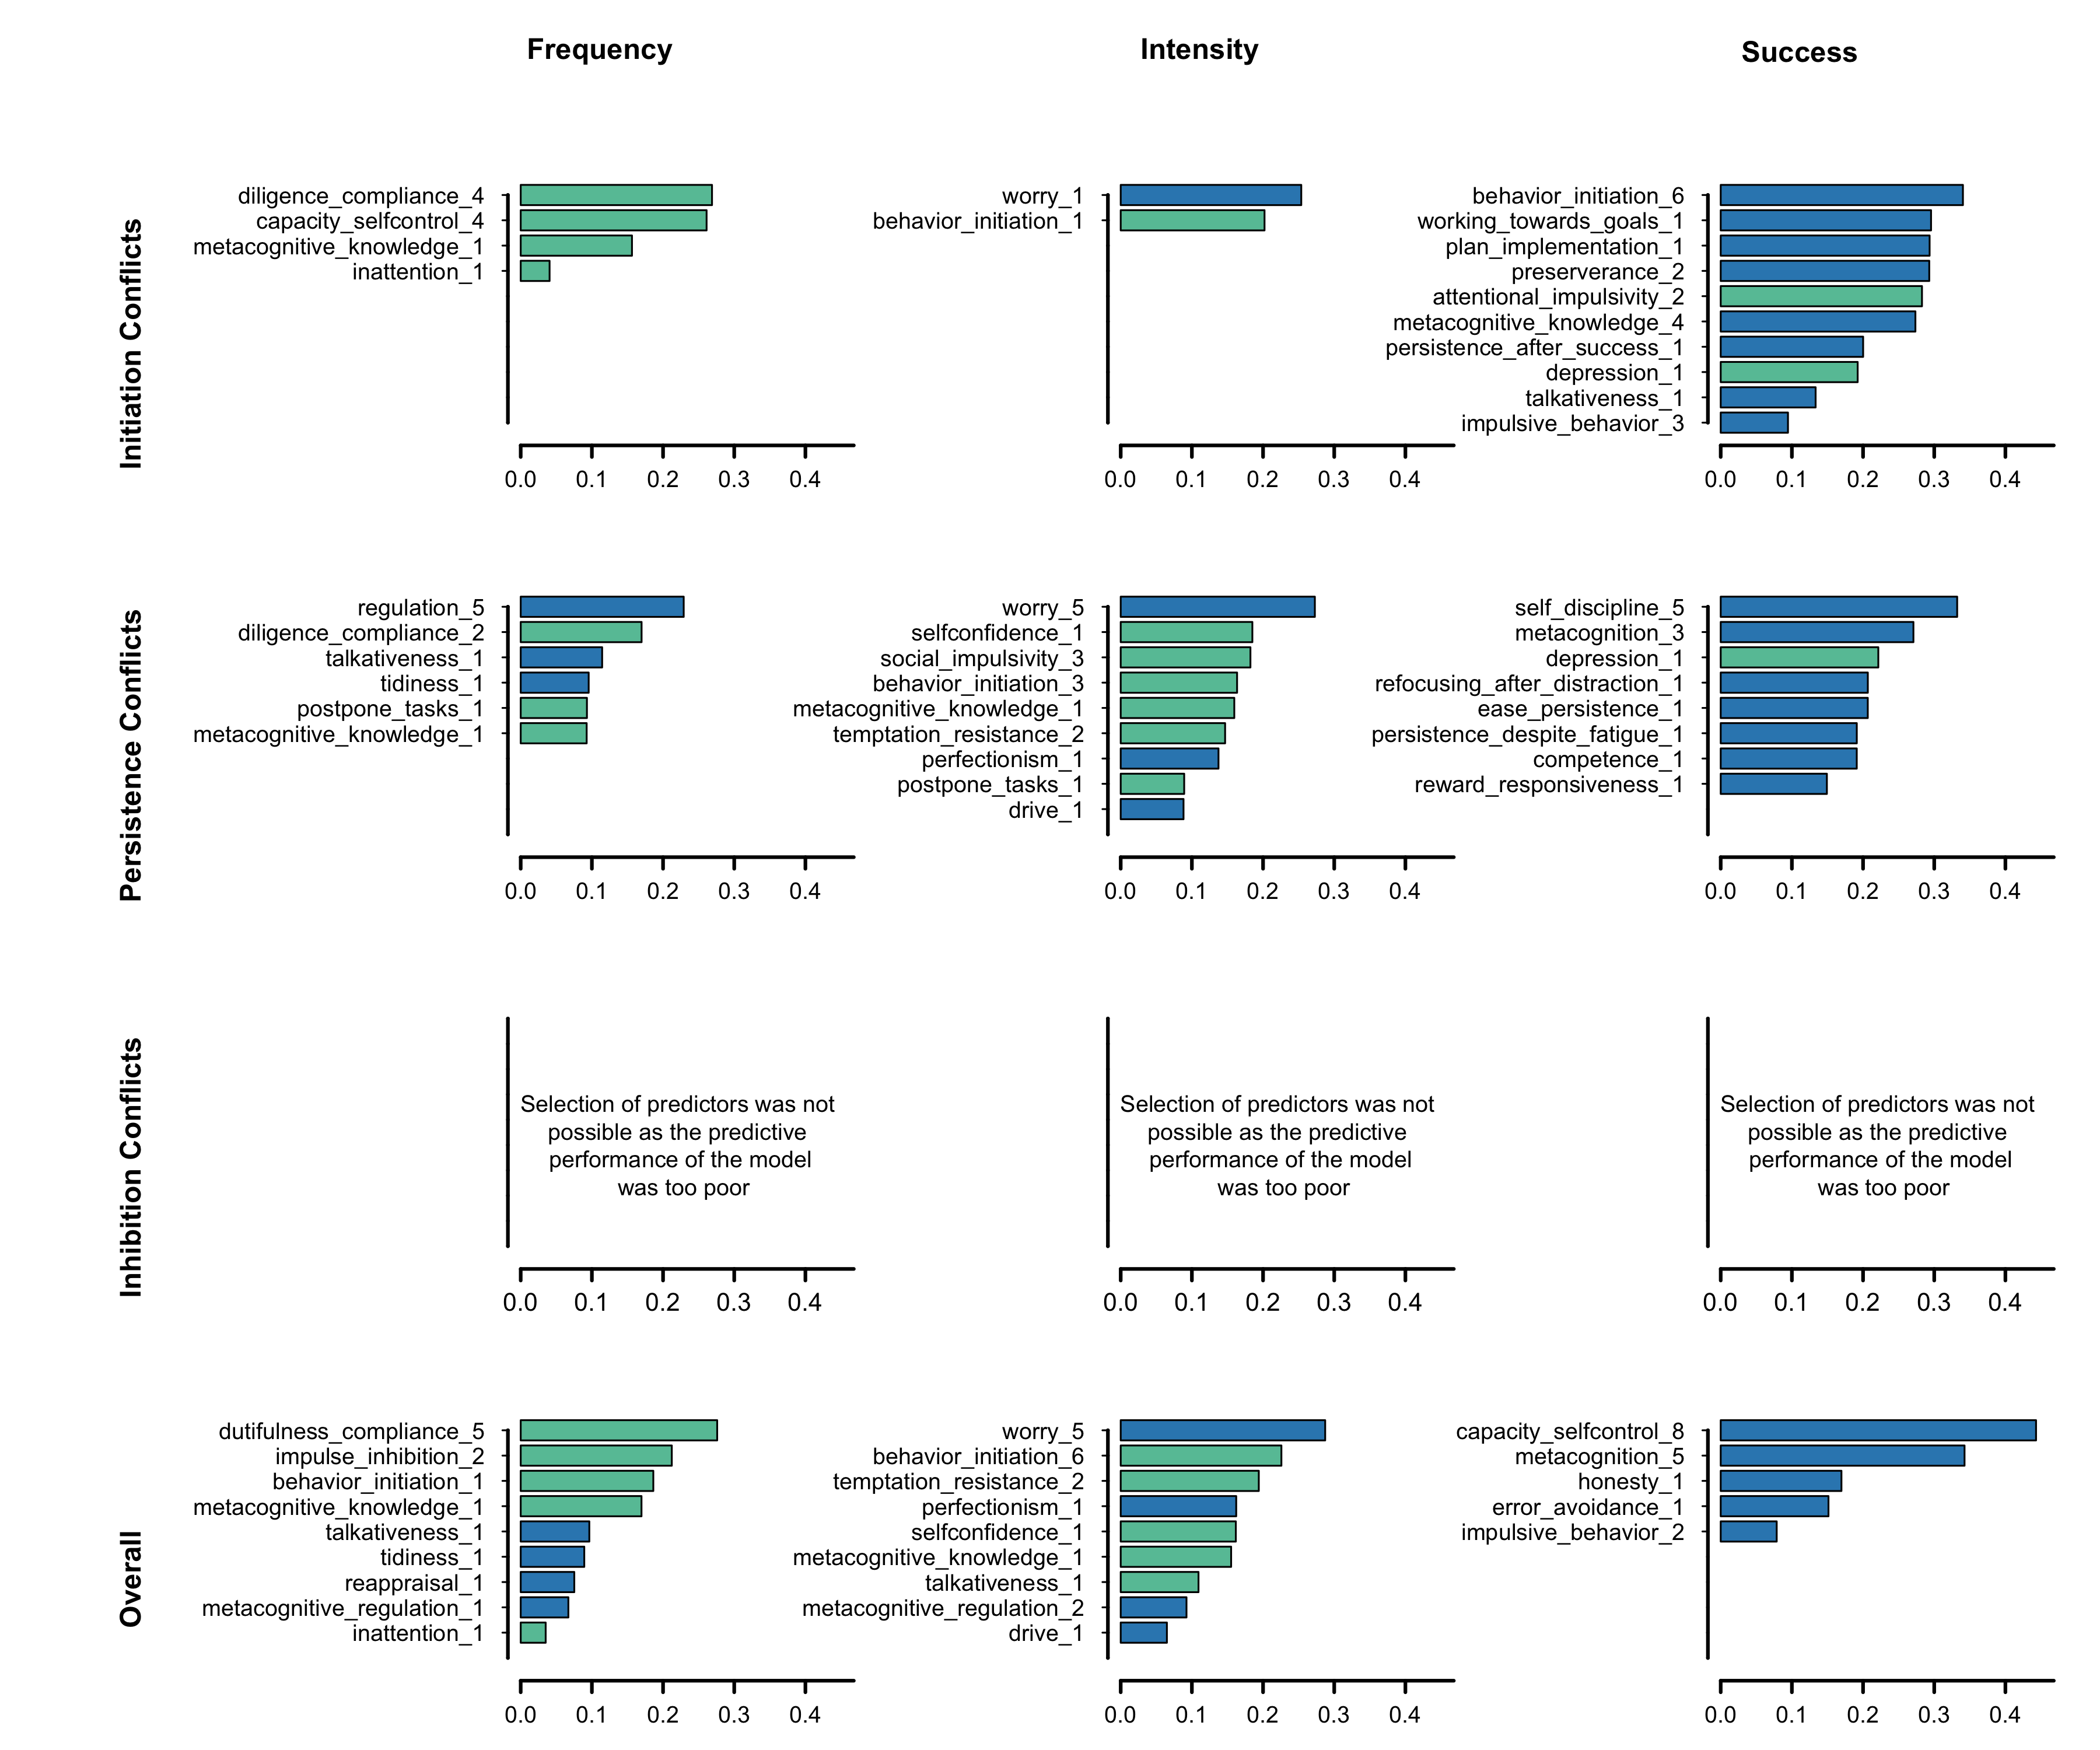 Frequency
Intensity
Success
Initiation Conflicts
diligence_compliance_4
capacity_selfcontrol_4
metacognitive_knowledge_1
inattention_1
0.0 0.1 0.2 0.3 0.4
worry_1
behavior_initiation_1
0.0 0.1 0.2 0.3 0.4
behavior_initiation_6
working_towards_goals_1
plan_implementation_1
preserverance_2
attentional_impulsivity_2
metacognitive_knowledge_4
persistence_after_success_1
depression_1
talkativeness_1
impulsive_behavior_3
0.0 0.1 0.2 0.3 0.4
Persistence Conflicts
regulation_5
diligence_compliance_2
talkativeness_1
tidiness_1
postpone_tasks_1
metacognitive_knowledge_1
0.0 0.1 0.2 0.3 0.4
worry_5
selfconfidence_1
social_impulsivity_3
behavior_initiation_3
metacognitive_knowledge_1
temptation_resistance_2
perfectionism_1
postpone_tasks_1
drive_1
0.0 0.1 0.2 0.3 0.4
self_discipline_5
metacognition_3
depression_1
refocusing_after_distraction_1
ease_persistence_1
persistence_despite_fatigue_1
competence_1
reward_responsiveness_1
0.0 0.1 0.2 0.3 0.4
Inhibition Conflicts
Selection of predictors was not
possible as the predictive
performance of the model
was too poor
0.0 0.1 0.2 0.3 0.4
Selection of predictors was not
possible as the predictive
performance of the model
was too poor
0.0 0.1 0.2 0.3 0.4
Selection of predictors was not
possible as the predictive
performance of the model
was too poor
0.0 0.1 0.2 0.3 0.4
Overall
dutifulness_compliance_5
impulse_inhibition_2
behavior_initiation_1
metacognitive_knowledge_1
talkativeness_1
tidiness_1
reappraisal_1
metacognitive_regulation_1
inattention_1
0.0 0.1 0.2 0.3 0.4
worry_5
behavior_initiation_6
temptation_resistance_2
perfectionism_1
selfconfidence_1
metacognitive_knowledge_1
talkativeness_1
metacognitive_regulation_2
drive_1
0.0 0.1 0.2 0.3 0.4
capacity_selfcontrol_8
metacognition_5
honesty_1
error_avoidance_1
impulsive_behavior_2
0.0 0.1 0.2 0.3 0.4